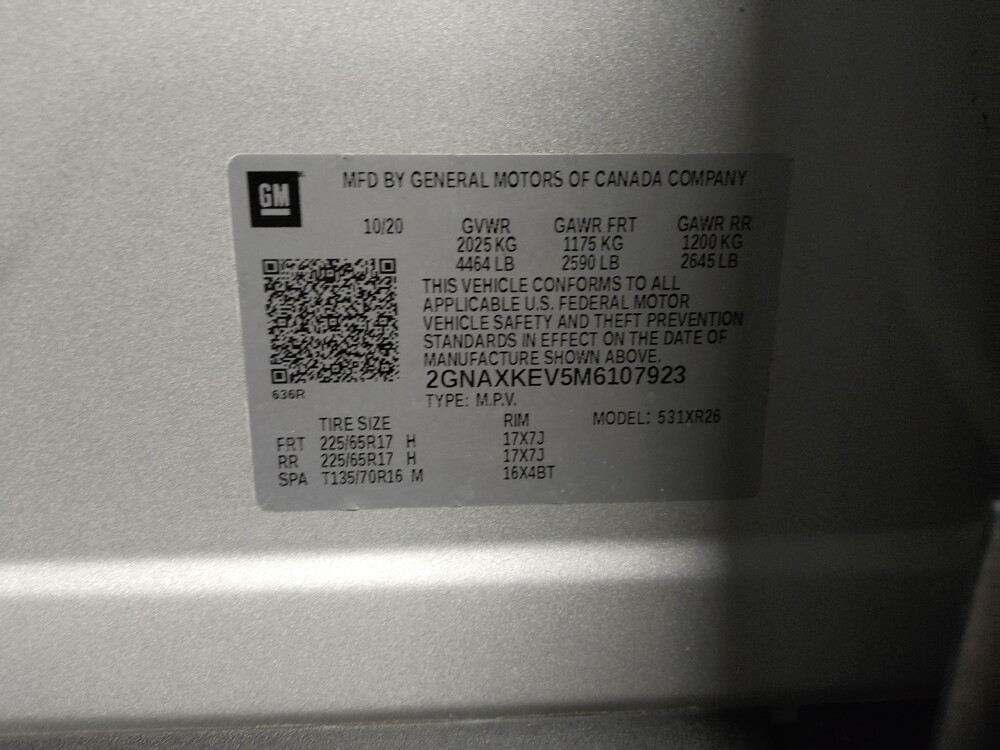 GM
MFD BY GENERAL MOTORS OF CANADA COMPANY
10/20 GVWR GAWR FRT GAWR RR
2025 KG 1175 KG 1200 KG
4464 LB 2590 LB 2645 LB
THIS VEHICLE CONFORMS TO ALL
APPLICABLE U.S. FEDERAL MOTOR
VEHICLE SAFETY AND THEFT PREVENTION
STANDARDS IN EFFECT ON THE DATE OF
MANUFACTURE SHOWN ABOVE.
2GNAXKEV5M6107923
636R
TYPE: M.P.V.
TIRE SIZE RIM MODEL: 531XR26
FRT 225/65R17 H 17X7J
RR 225/65R17 H 17X7J
SPA T135/70R16 M 16X4BT